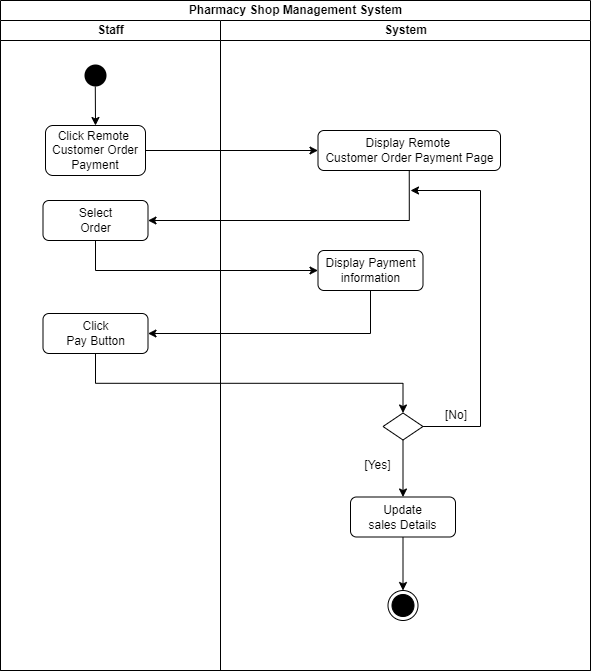 Pharmacy Shop Management System
Staff
System
Click Remote
Customer Order
Payment
Display Remote
Customer Order Payment Page
Select
Order
Display Payment
information
Click
Pay Button
[No]
[Yes]
Update
sales Details